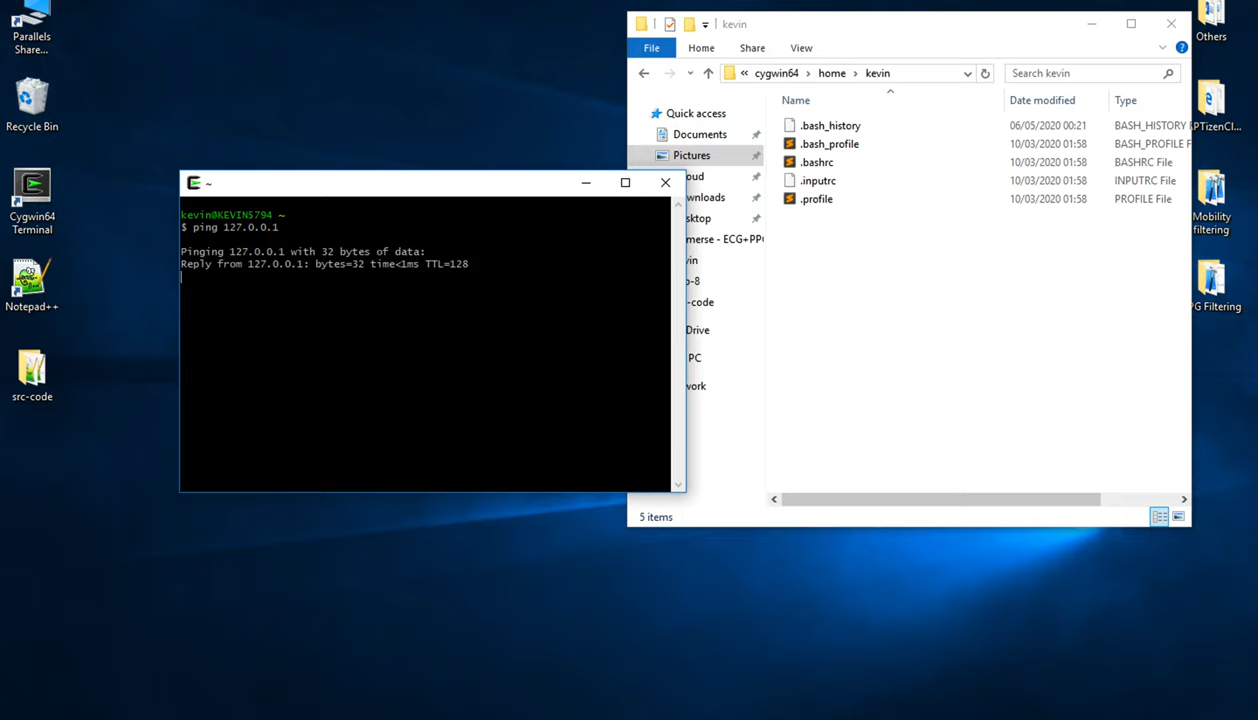 Parallels
Share...
Recycle Bin
Cygwin64
Terminal
Notepad++
src-code
~
kevin@KEVIN5794 ~
$ ping 127.0.0.1
Pinging 127.0.0.1 with 32 bytes of data:
Reply from 127.0.0.1: bytes=32 time<1ms TTL=128
kevin
File Home Share View
« cygwin64 › home › kevin
Search kevin
Name Date modified Type
Quick access
Documents
Pictures
oud
wnloads
sktop
merse - ECG+PPG
vin
o-8
-code
Drive
PC
work
.bash_history 06/05/2020 00:21 BASH_HISTORY
.bash_profile 10/03/2020 01:58 BASH_PROFILE F
.bashrc 10/03/2020 01:58 BASHRC File
.inputrc 10/03/2020 01:58 INPUTRC File
.profile 10/03/2020 01:58 PROFILE File
5 items
Others
PTizenCl...
Mobility
filtering
G Filtering